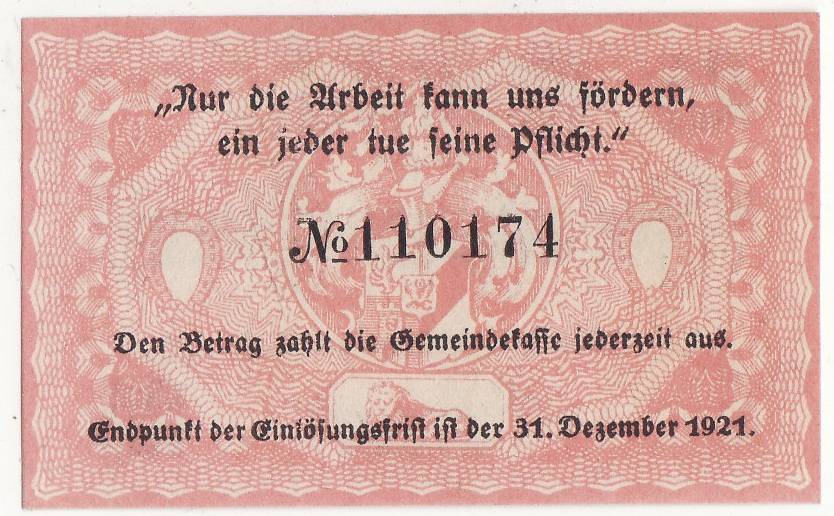 „Nur die Arbeit kann uns fördern,
ein jeder tue seine Pflicht.“
№110174
Den Betrag zahlt die Gemeindekasse jederzeit aus.
Endpunkt der Einlösungsfrist ist der 31. Dezember 1921.